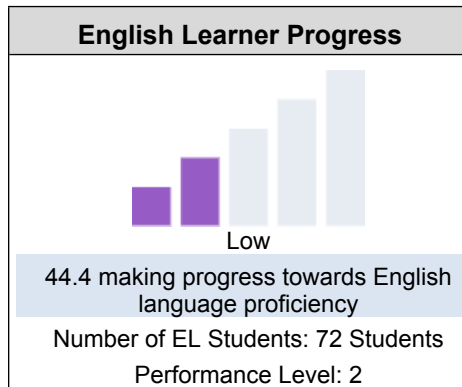 English Learner Progress
Low
44.4 making progress towards English
language proficiency
Number of EL Students: 72 Students
Performance Level: 2